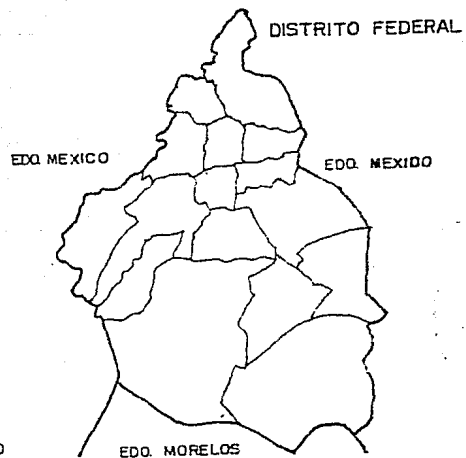 DISTRITO FEDERAL
EDO. MEXICO
EDO. MEXIDO
O
EDO. MORELOS